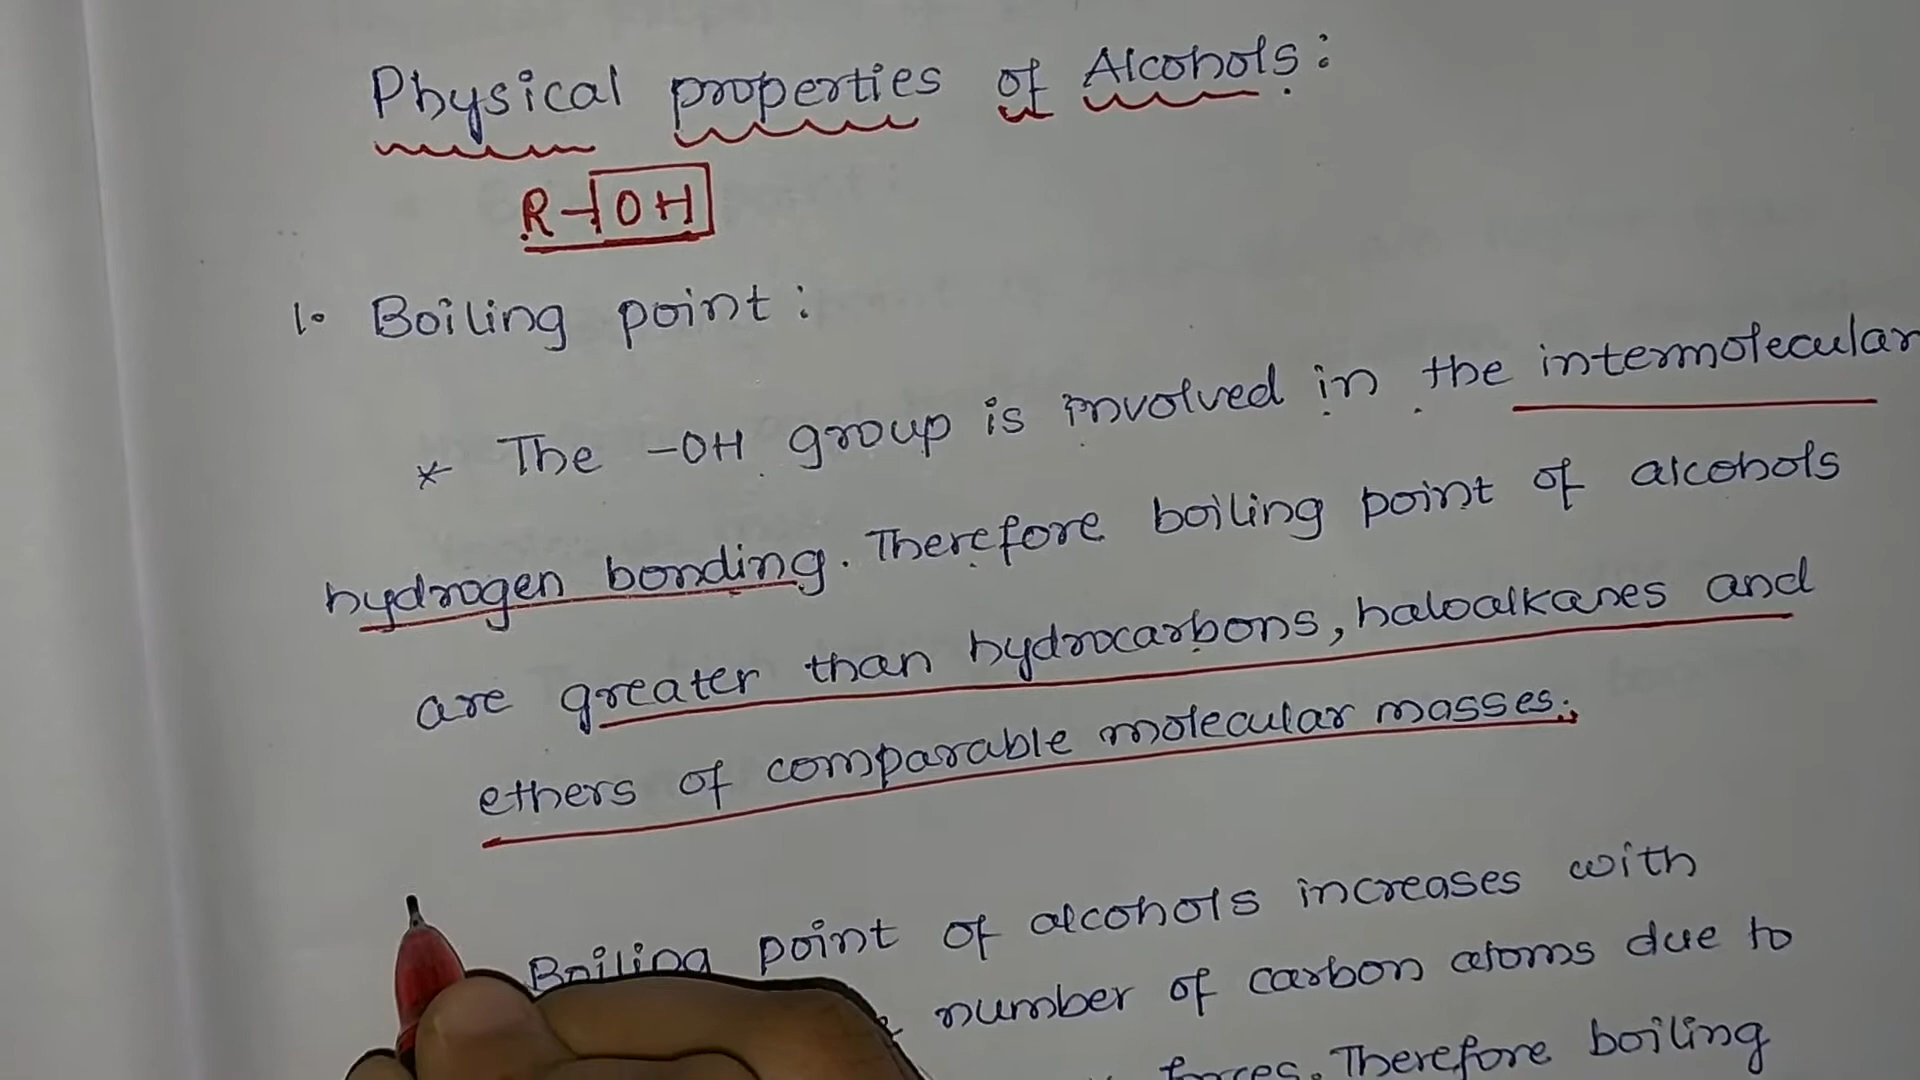 Physical properties of Alcohols:
R-OH
1. Boiling point:
* The -OH group is involved in the intermolecular
hydrogen bonding. Therefore boiling point of alcohols
are greater than hydrocarbons, haloalkanes and
ethers of comparable molecular masses.
Boiling point of alcohols increases with
number of carbon atoms due to
forces. Therefore boiling